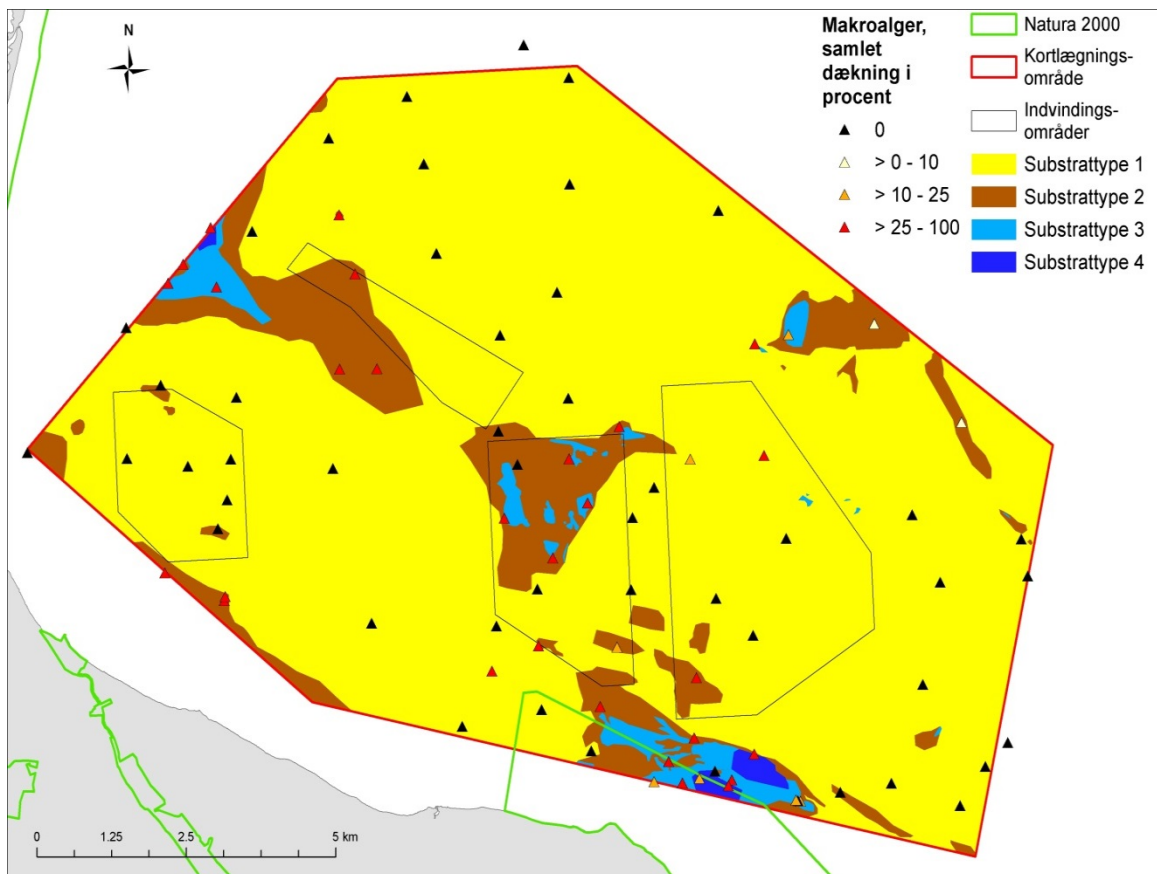 N
Makroalger,
samlet
dækning i
procent
0
> 0 - 10
> 10 - 25
> 25 - 100
Natura 2000
Kortlægnings-
område
Indvindings-
områder
Substrattype 1
Substrattype 2
Substrattype 3
Substrattype 4
0 1.25 2.5 5 km